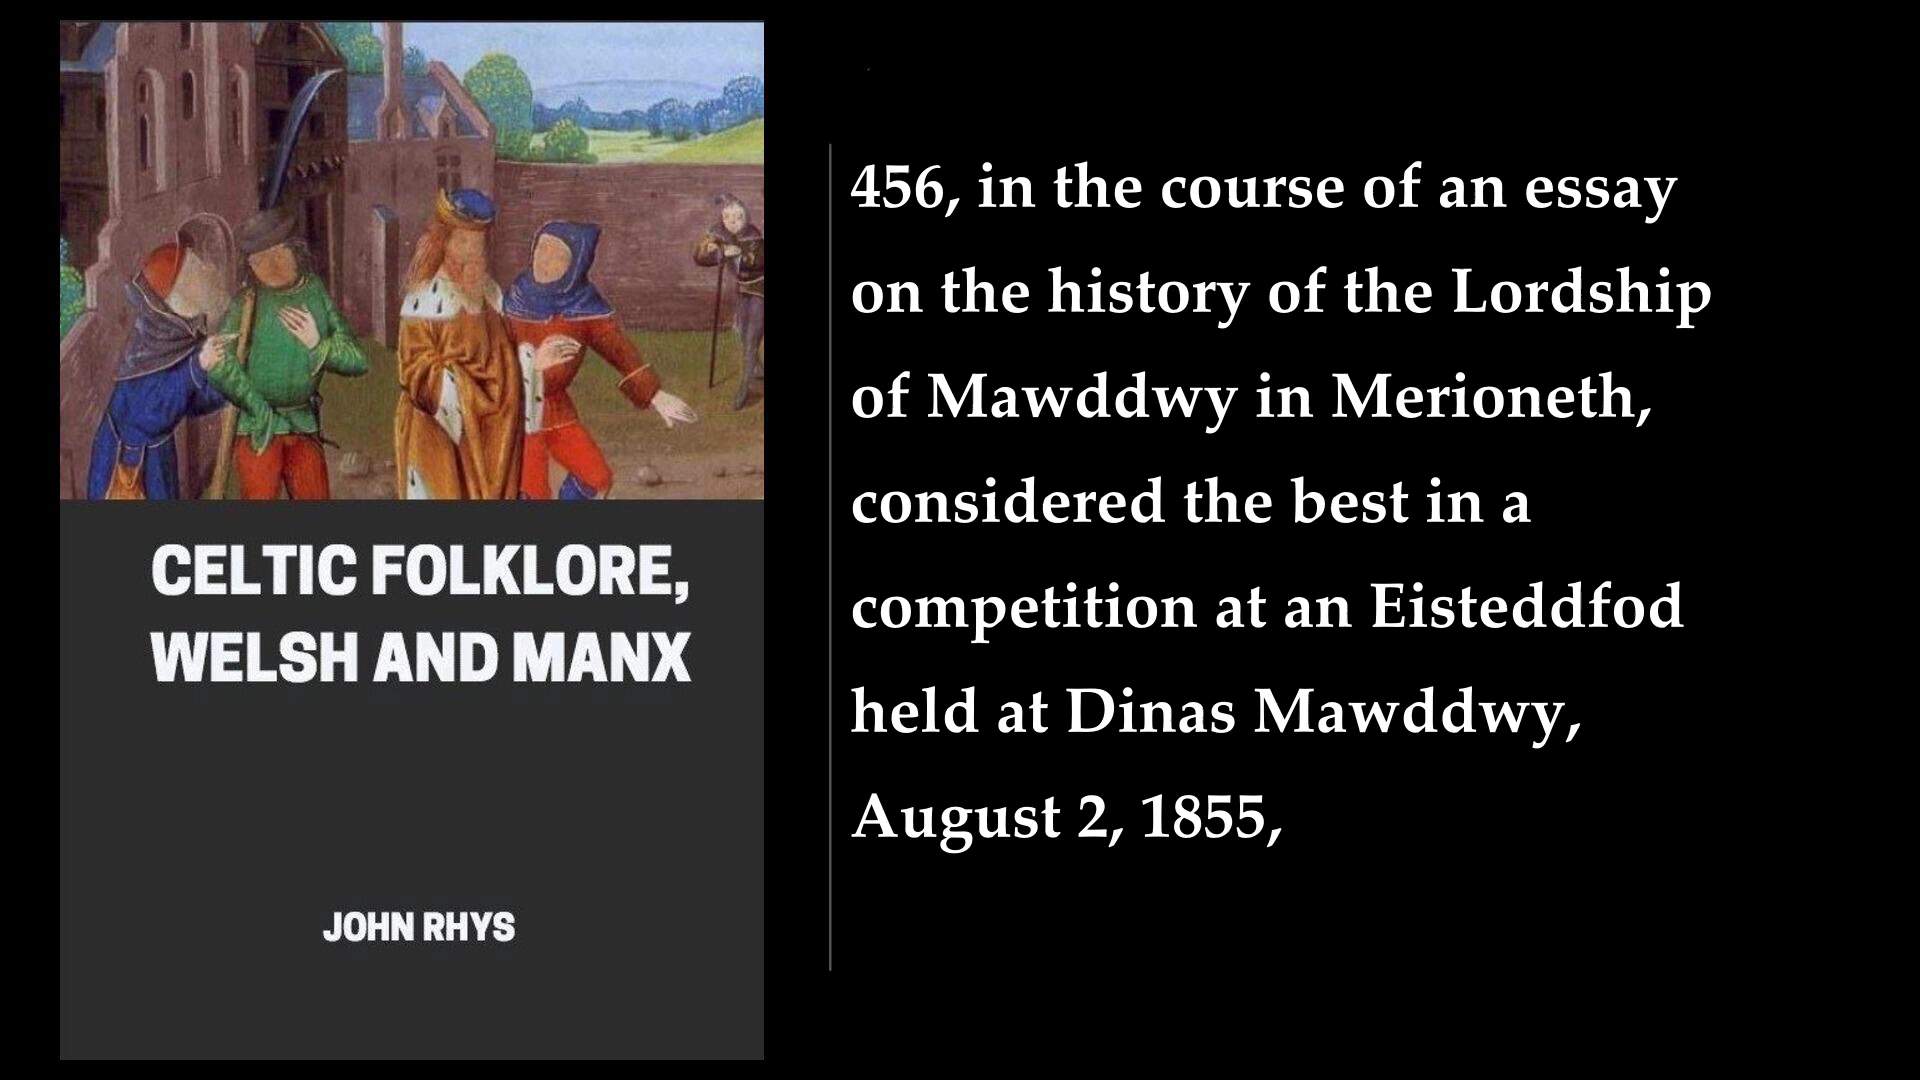 CELTIC FOLKLORE,
WELSH AND MANX
JOHN RHYS
456, in the course of an essay
on the history of the Lordship
of Mawddwy in Merioneth,
considered the best in a
competition at an Eisteddfod
held at Dinas Mawddwy,
August 2, 1855,